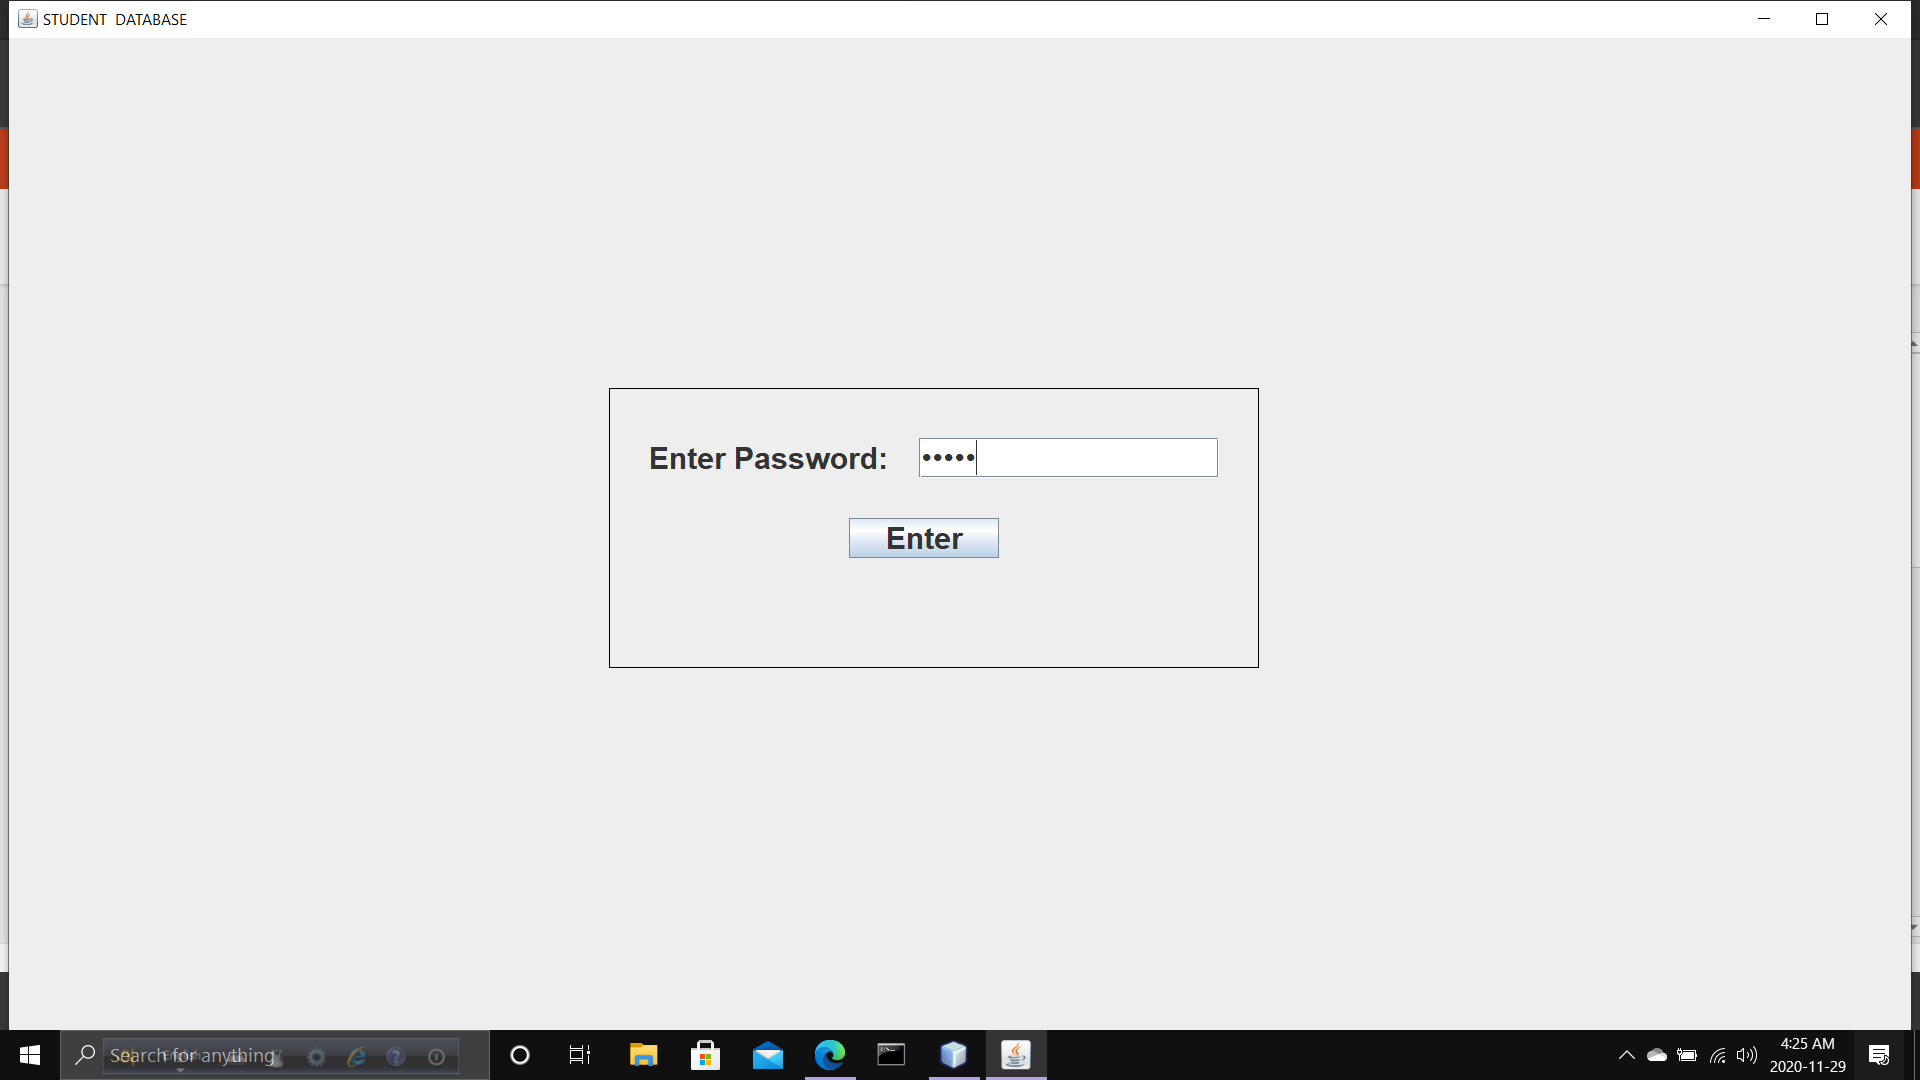 STUDENT  DATABASE
Enter Password:
•••••
Enter
Search for anything
4:25 AM
2020-11-29